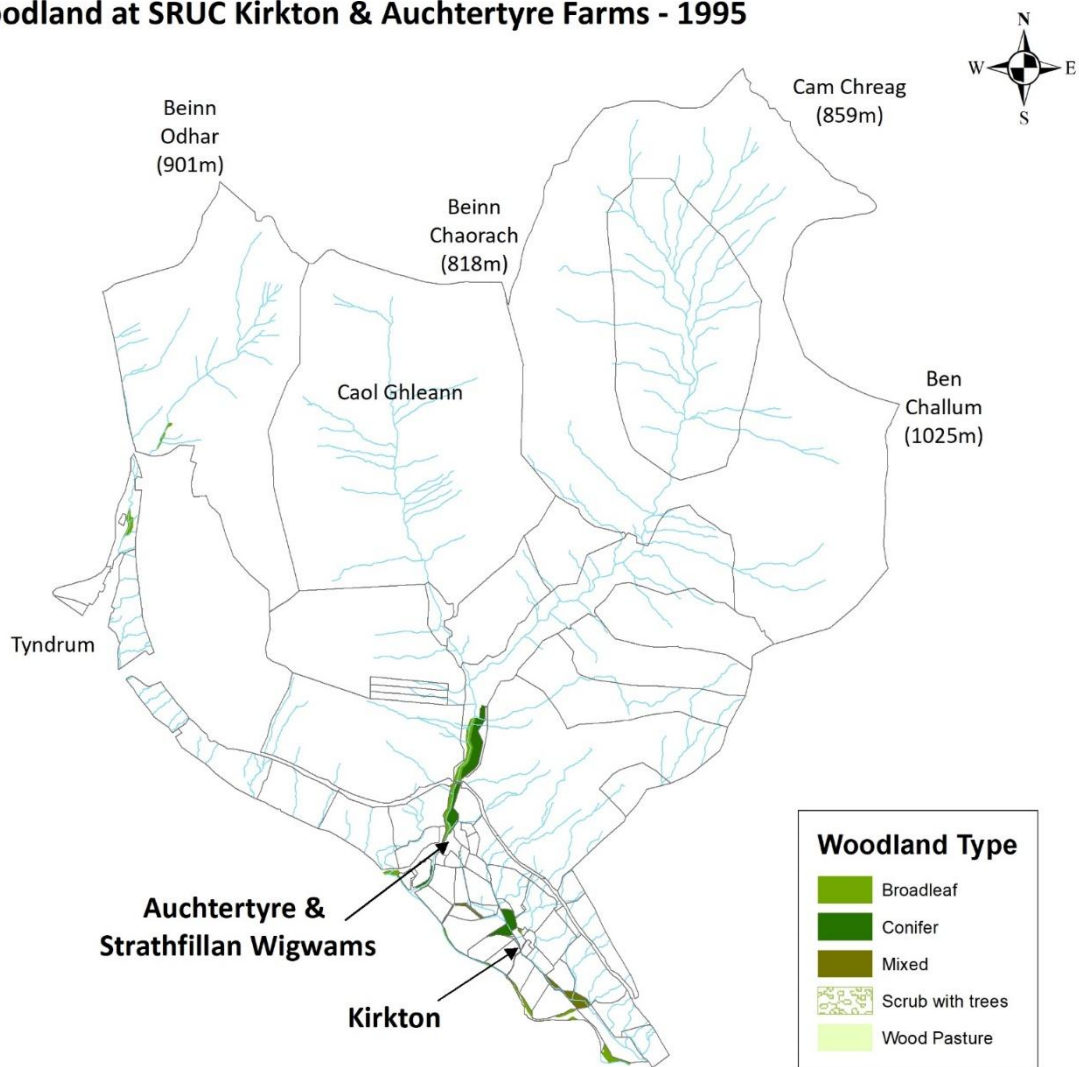 odland at SRUC Kirkton & Auchtertyre Farms - 1995
N
W E
S
Cam Chreag
(859m)
Beinn
Odhar
(901m)
Beinn
Chaorach
(818m)
Caol Ghleann
Ben
Challum
(1025m)
Tyndrum
Auchtertyre &
Strathfillan Wigwams
Kirkton
Woodland Type
Broadleaf
Conifer
Mixed
Scrub with trees
Wood Pasture